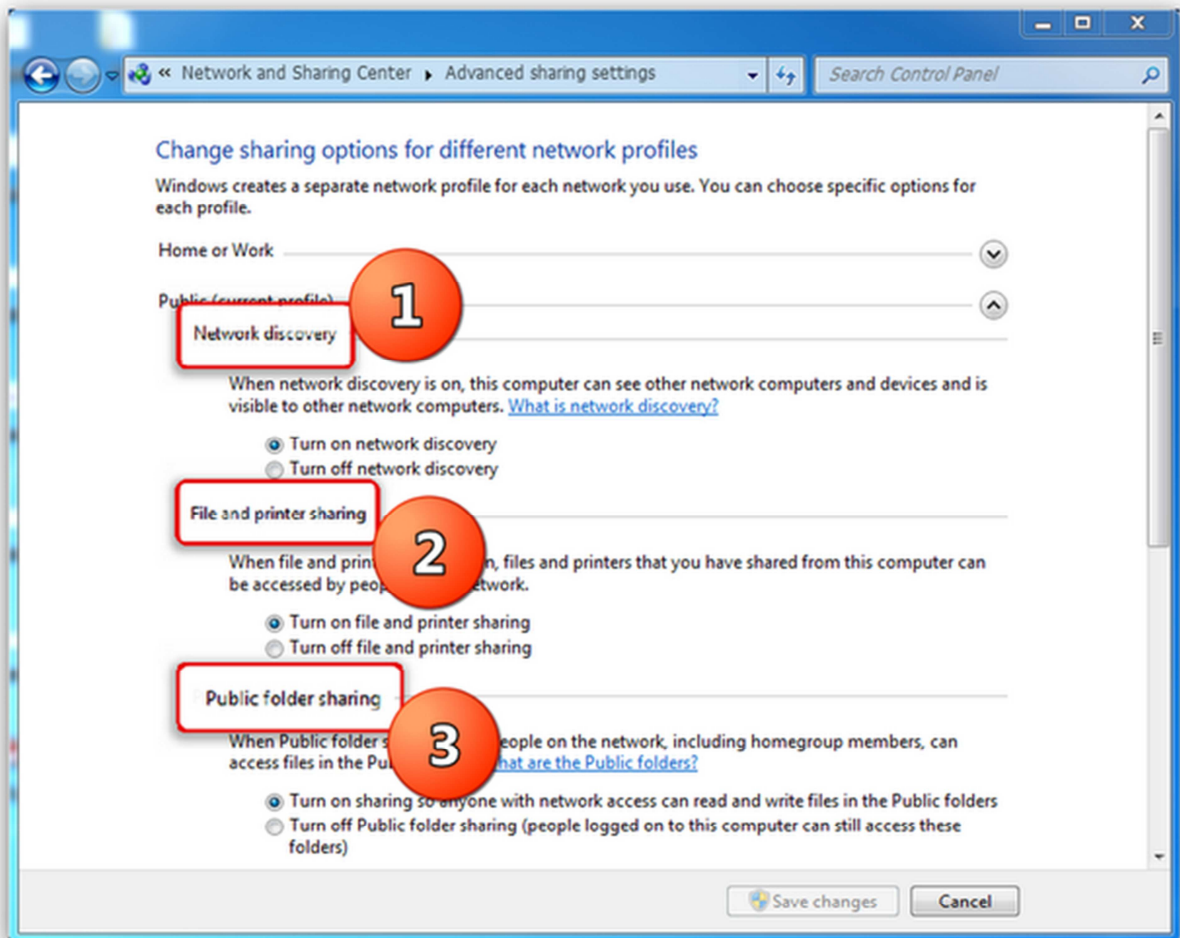 « Network and Sharing Center ▸ Advanced sharing settings
Search Control Panel
Change sharing options for different network profiles
Windows creates a separate network profile for each network you use. You can choose specific options for
each profile.
Home or Work
Public (current profile)
1
Network discovery
When network discovery is on, this computer can see other network computers and devices and is
visible to other network computers. What is network discovery?
Turn on network discovery
Turn off network discovery
File and printer sharing
2
When file and prin n, files and printers that you have shared from this computer can
be accessed by peop etwork.
Turn on file and printer sharing
Turn off file and printer sharing
Public folder sharing
3
When Public folder s eople on the network, including homegroup members, can
access files in the Pu hat are the Public folders?
Turn on sharing so anyone with network access can read and write files in the Public folders
Turn off Public folder sharing (people logged on to this computer can still access these
folders)
Save changes
Cancel